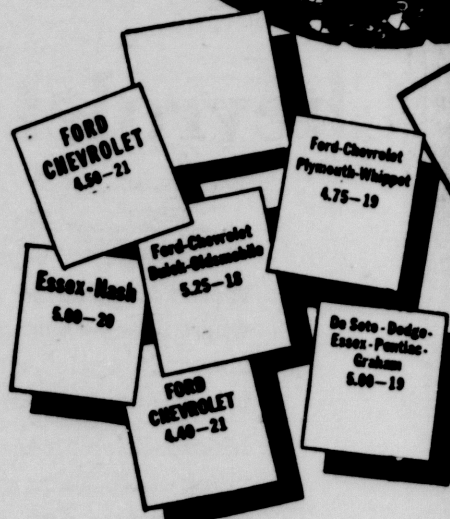 FORD
CHEVROLET
4.50—21
Ford-Chevrolet
Plymouth-Whippet
4.75—19
Ford-Chevrolet
Buick-Oldsmobile
5.25—18
Essex-Nash
5.00—20
De Soto-Dodge-
Essex-Pontiac-
Graham
5.00—19
FORD
CHEVROLET
4.40—21